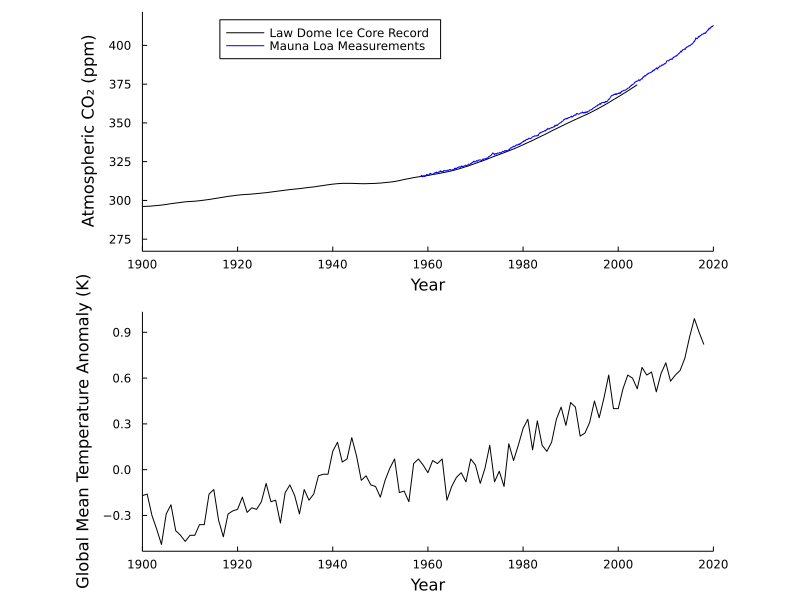 Law Dome Ice Core Record
Mauna Loa Measurements
Atmospheric CO₂ (ppm)
400
375
350
325
300
275
1900 1920 1940 1960 1980 2000 2020
Year
Global Mean Temperature Anomaly (K)
0.9
0.6
0.3
0.0
−0.3
1900 1920 1940 1960 1980 2000 2020
Year